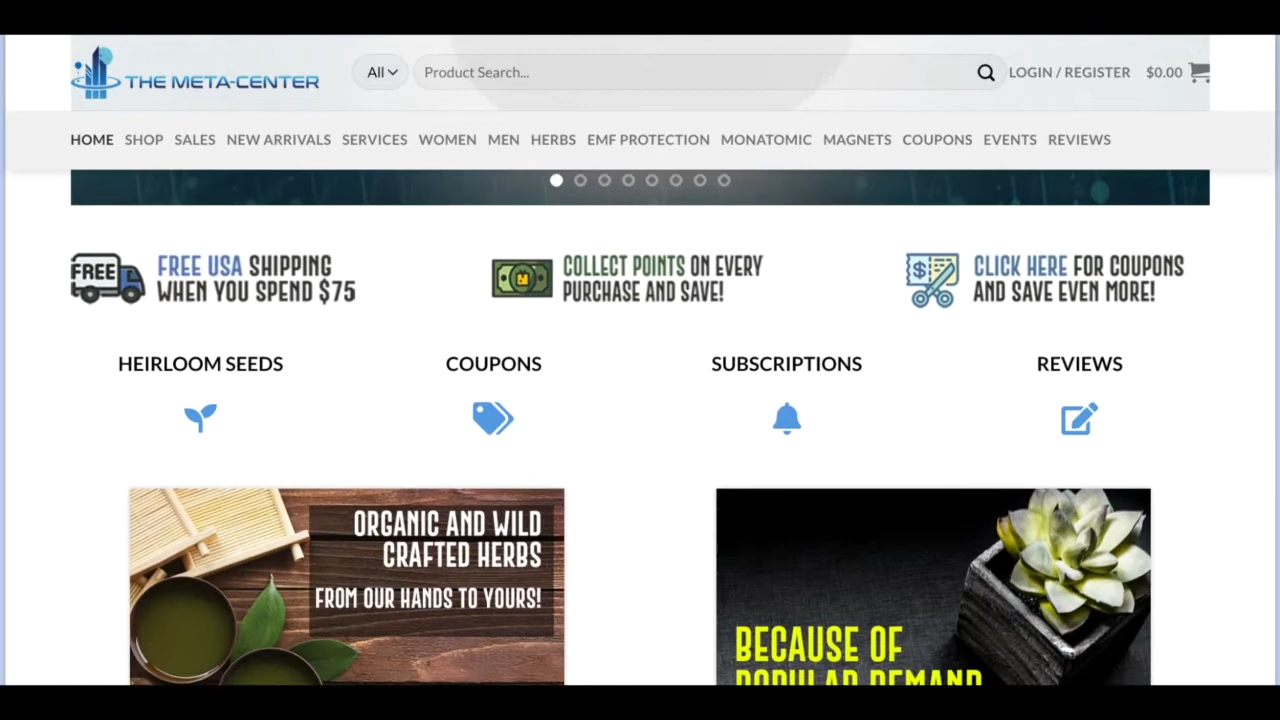 THE META-CENTER
All
Product Search...
LOGIN / REGISTER
$0.00
HOME SHOP SALES NEW ARRIVALS SERVICES WOMEN MEN HERBS EMF PROTECTION MONATOMIC MAGNETS COUPONS EVENTS REVIEWS
FREE
FREE USA SHIPPING
WHEN YOU SPEND $75
COLLECT POINTS ON EVERY
PURCHASE AND SAVE!
$
CLICK HERE FOR COUPONS
AND SAVE EVEN MORE!
HEIRLOOM SEEDS
COUPONS
SUBSCRIPTIONS
REVIEWS
ORGANIC AND WILD
CRAFTED HERBS
FROM OUR HANDS TO YOURS!
BECAUSE OF
POPULAR DEMAND